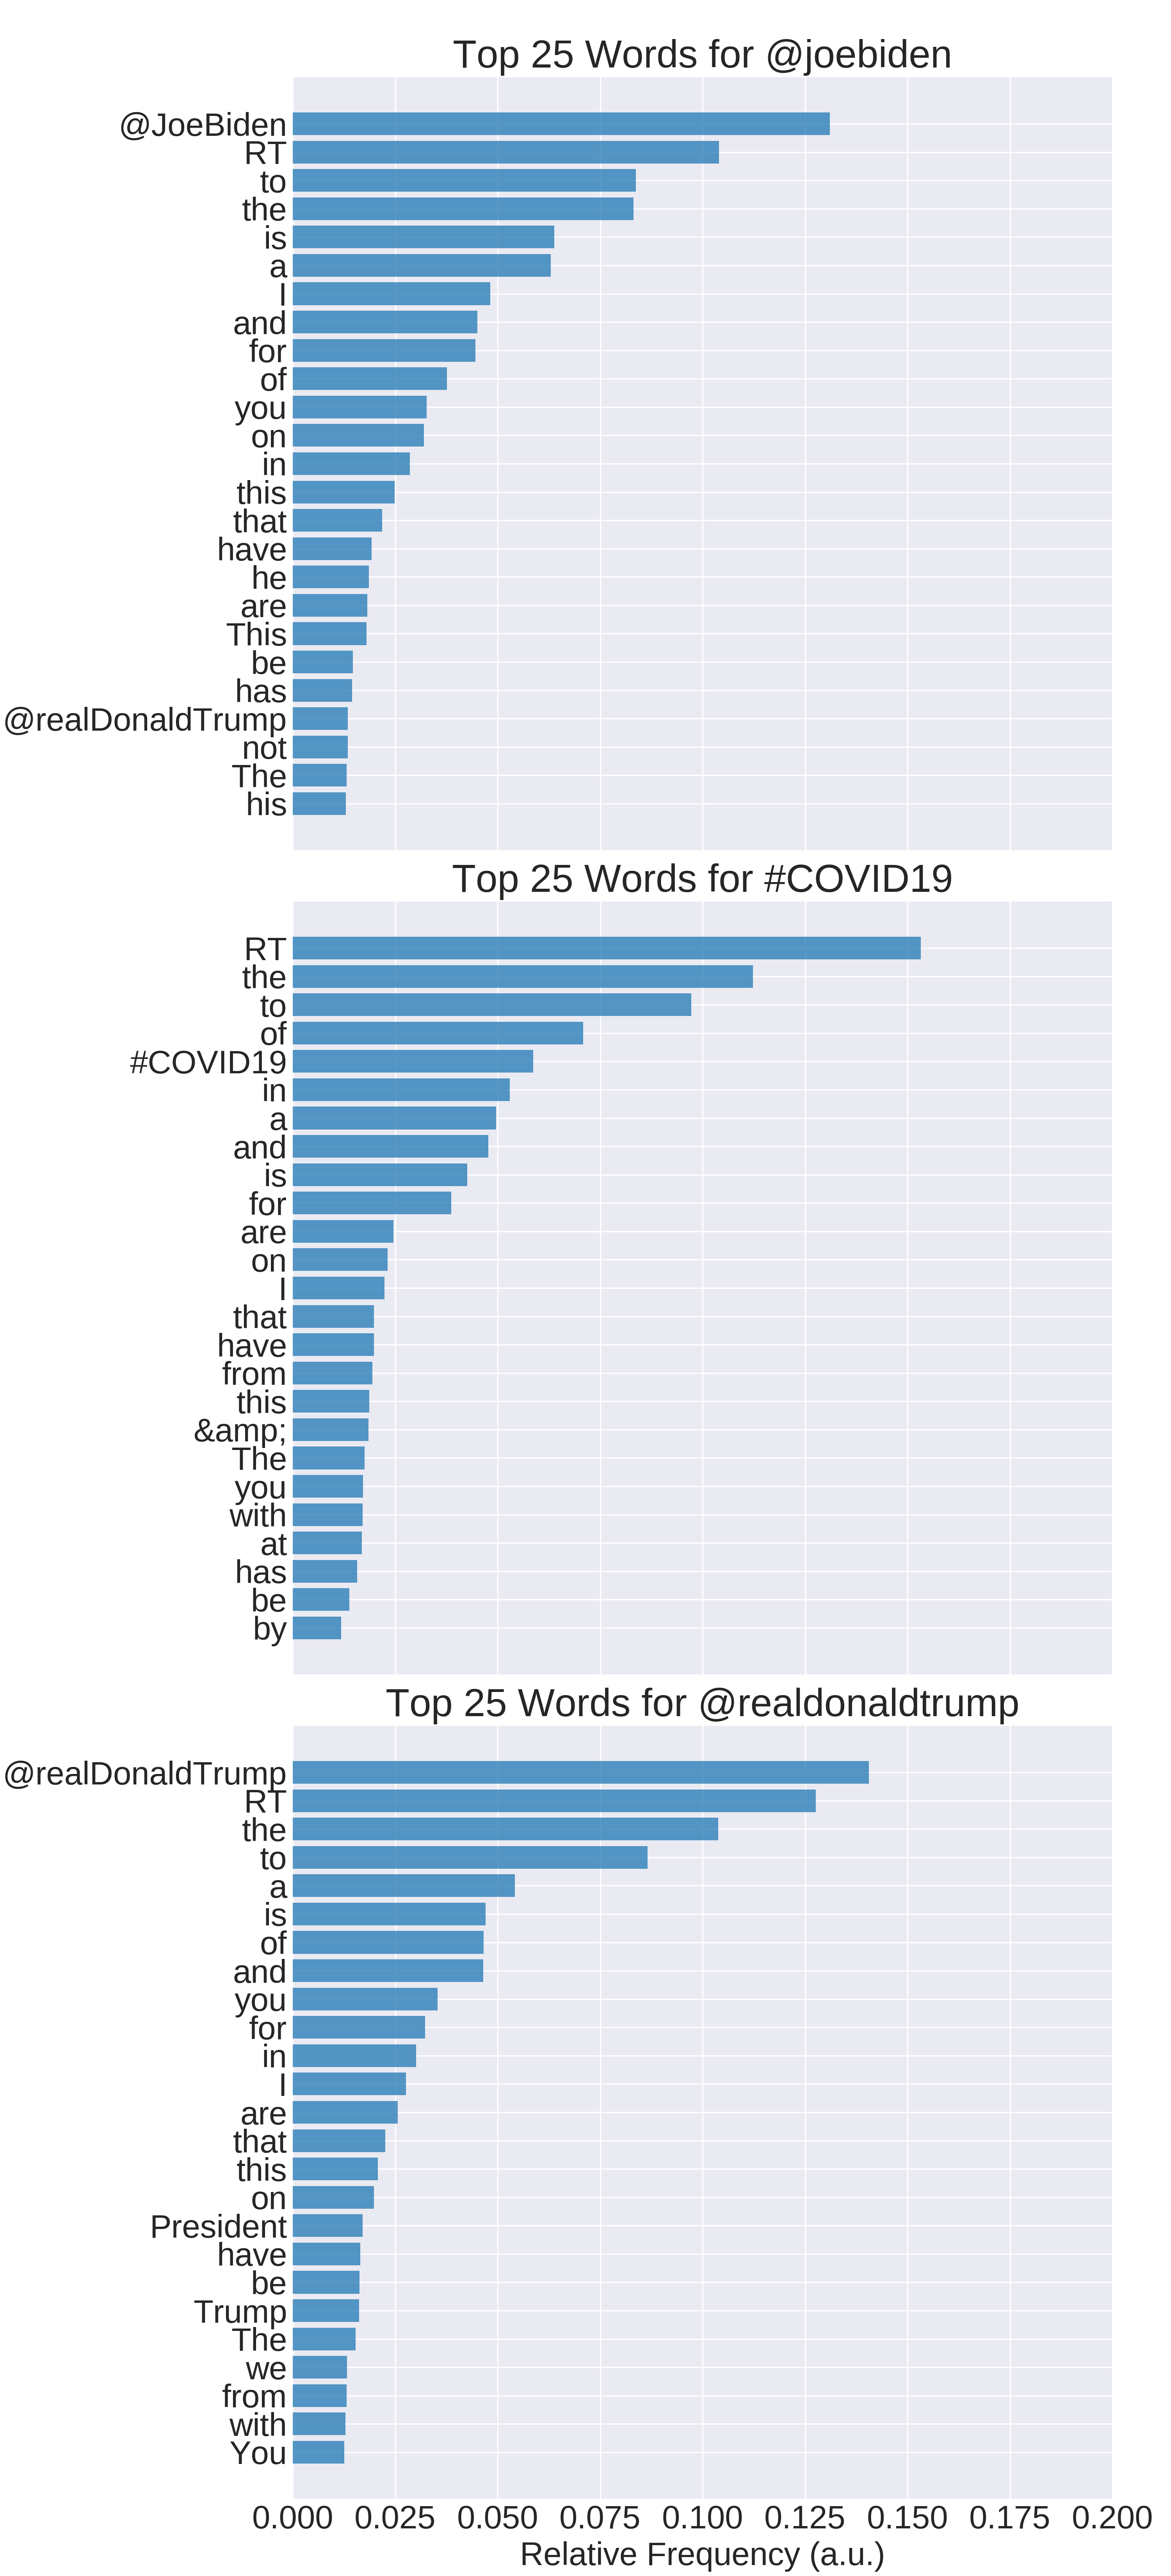 Top 25 Words for @joebiden
@JoeBiden
RT
to
the
is
a
I
and
for
of
you
on
in
this
that
have
he
are
This
be
has
@realDonaldTrump
not
The
his
Top 25 Words for #COVID19
RT
the
to
of
#COVID19
in
a
and
is
for
are
on
I
that
have
from
this
&amp;
The
you
with
at
has
be
by
Top 25 Words for @realdonaldtrump
@realDonaldTrump
RT
the
to
a
is
of
and
you
for
in
I
are
that
this
on
President
have
be
Trump
The
we
from
with
You
0.000 0.025 0.050 0.075 0.100 0.125 0.150 0.175 0.200
Relative Frequency (a.u.)